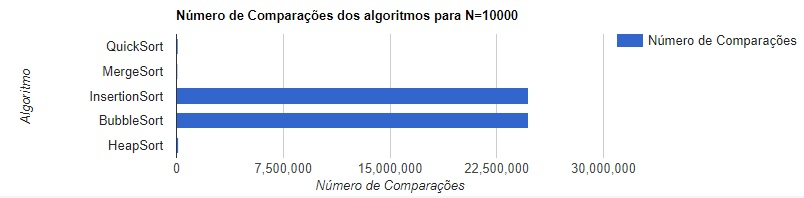 Número de Comparações dos algoritmos para N=10000
Número de Comparações
Algoritmo
QuickSort
MergeSort
InsertionSort
BubbleSort
HeapSort
0 7,500,000 15,000,000 22,500,000 30,000,000
Número de Comparações